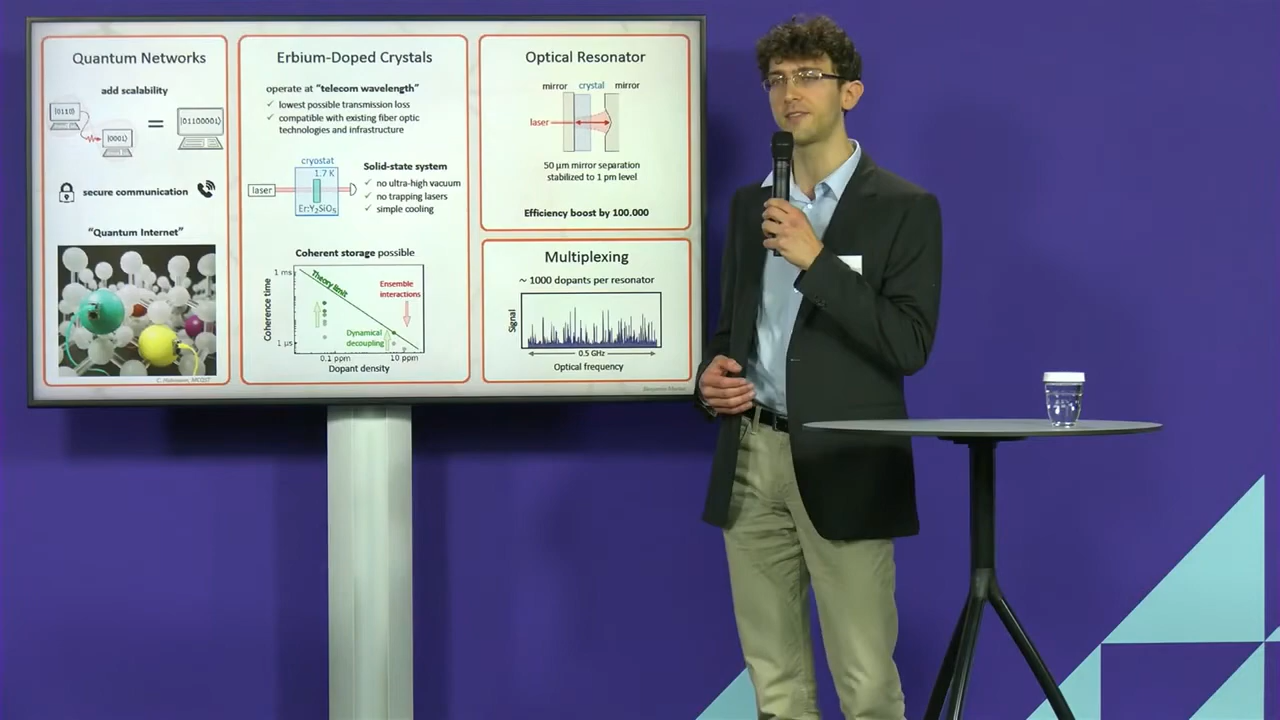 Quantum Networks
add scalability
|0110⟩
|0001⟩
=
|01100001⟩
secure communication
“Quantum Internet”
Erbium-Doped Crystals
operate at “telecom wavelength”
✓ lowest possible transmission loss
✓ compatible with existing fiber optic
technologies and infrastructure
cryostat
1.7 K
laser
Er:Y₂SiO₅
Solid-state system
✓ no ultra-high vacuum
✓ no trapping lasers
✓ simple cooling
Coherent storage possible
Coherence time
1 ms
1 μs
Theory limit
Ensemble
interactions
Dynamical
decoupling
0.1 ppm
10 ppm
Dopant density
Optical Resonator
mirror crystal mirror
laser
50 μm mirror separation
stabilized to 1 pm level
Efficiency boost by 100.000
Multiplexing
~ 1000 dopants per resonator
Signal
0.5 GHz
Optical frequency